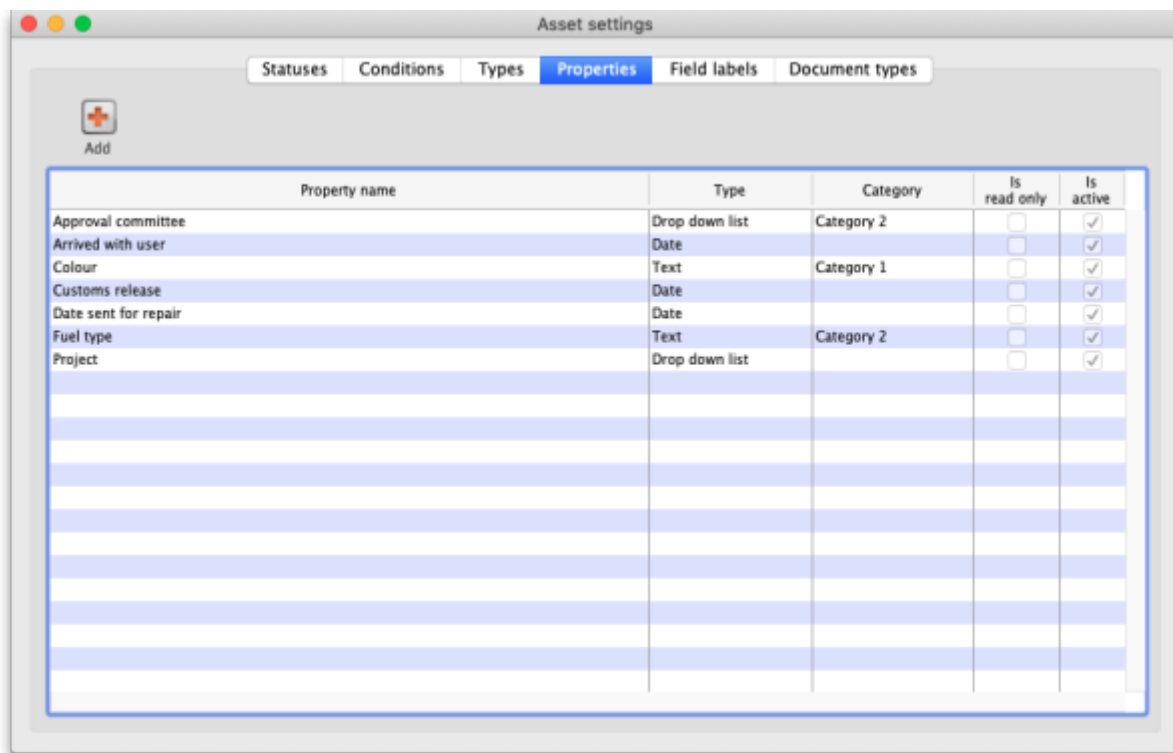 Asset settings
Statuses Conditions Types Properties Field labels Document types
Add
Property name Type Category Is read only Is active
Approval committee Drop down list Category 2
Arrived with user Date
Colour Text Category 1
Customs release Date
Date sent for repair Date
Fuel type Text Category 2
Project Drop down list